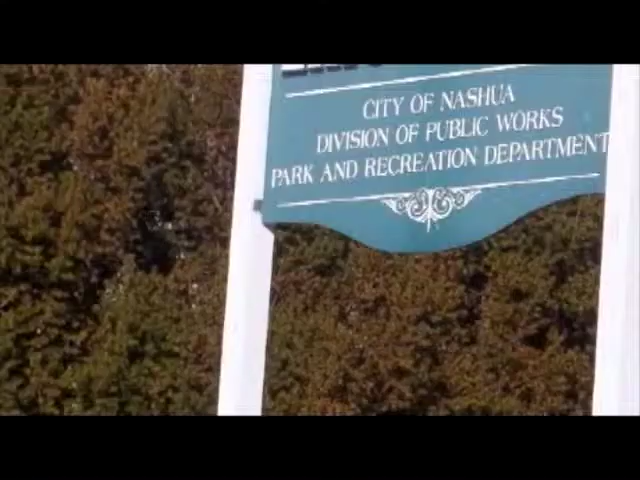 CITY OF NASHUA
DIVISION OF PUBLIC WORKS
PARK AND RECREATION DEPARTMENT